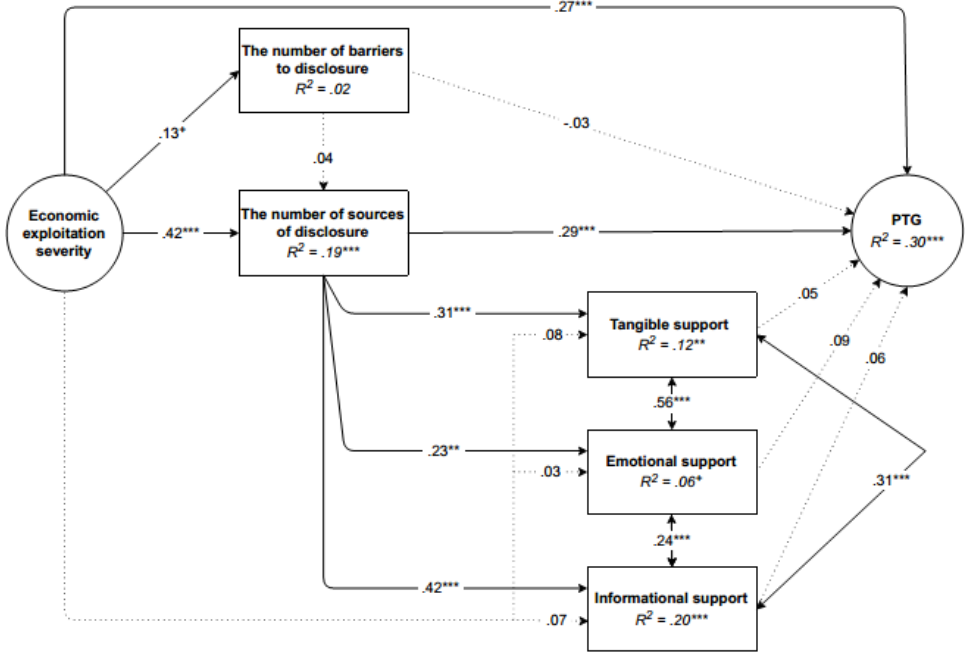 .27***
The number of barriers
to disclosure
R² = .02
.13⁺
-.03
.04
Economic
exploitation
severity
.42***
The number of sources
of disclosure
R² = .19***
.29***
PTG
R² = .30***
.31***
.08
Tangible support
R² = .12**
.05
.09
.06
.56***
.23**
.03
Emotional support
R² = .06⁺
.31***
.24***
.42***
.07
Informational support
R² = .20***